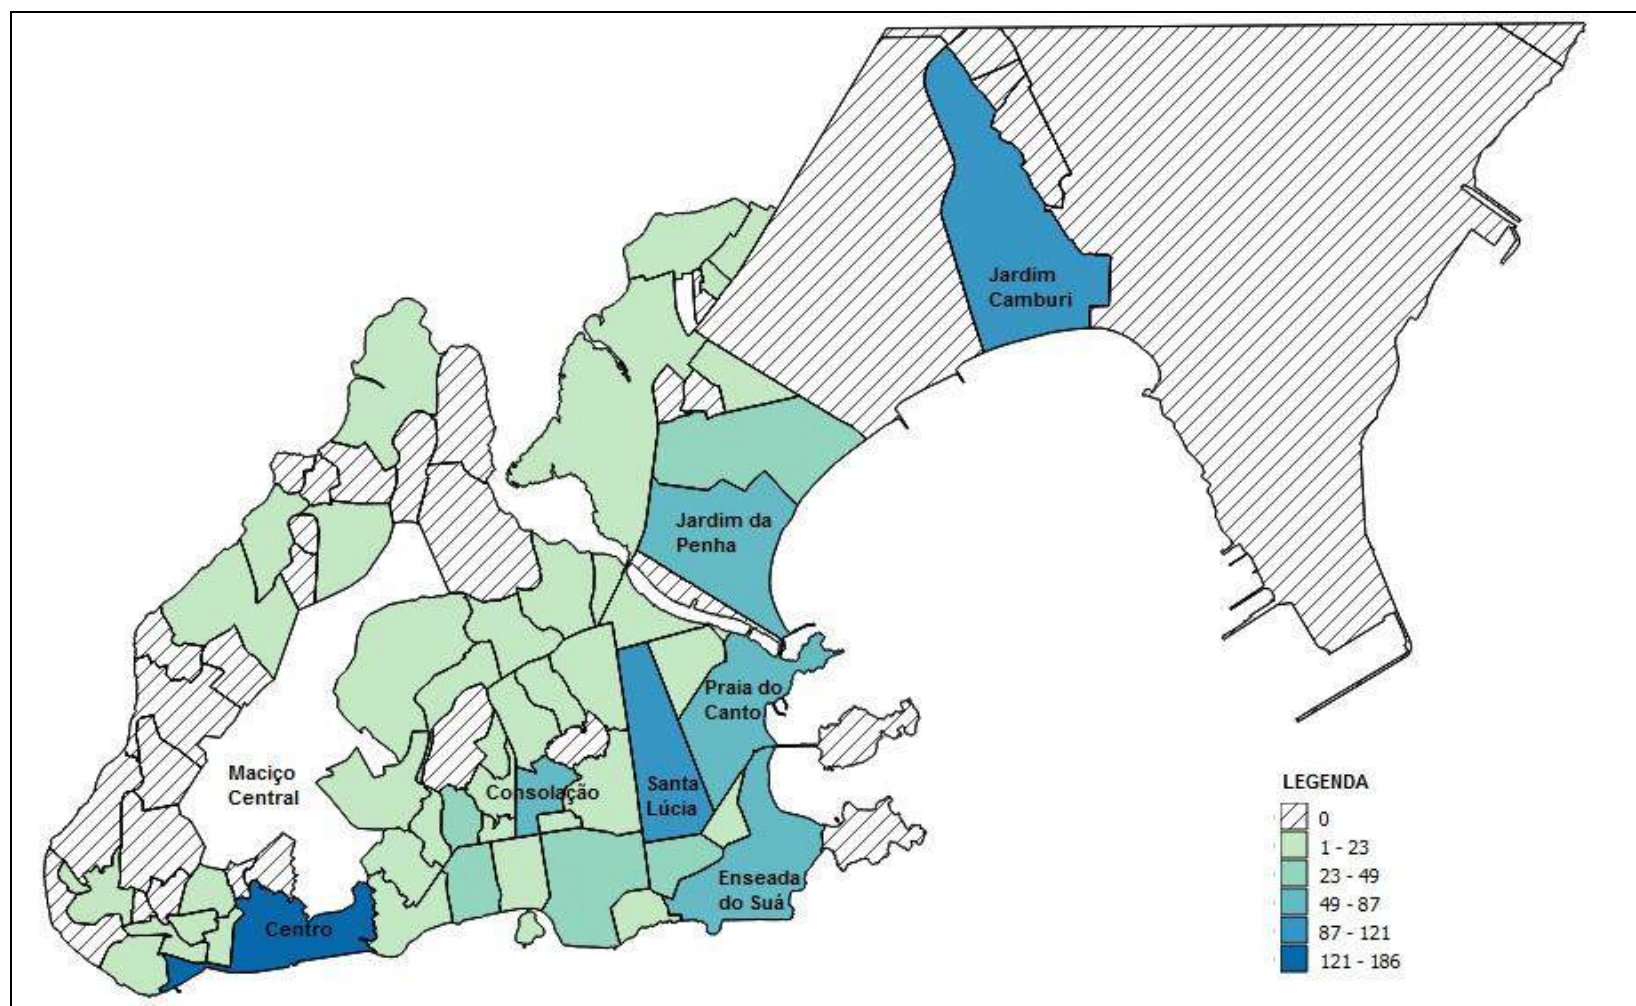 Jardim
Camburi
Jardim da
Penha
Praia do
Canto
Maciço
Central
Consolação
Santa
Lúcia
Enseada
do Suá
Centro
LEGENDA
0
1 - 23
23 - 49
49 - 87
87 - 121
121 - 186